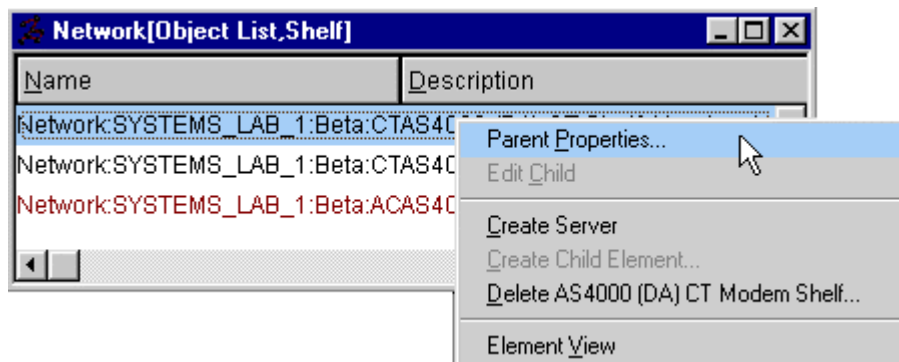 Network[Object List,Shelf]
Name Description
Network:SYSTEMS_LAB_1:Beta:CTAS40
Network:SYSTEMS_LAB_1:Beta:CTAS40
Network:SYSTEMS_LAB_1:Beta:ACAS40
Parent Properties...
Edit Child
Create Server
Create Child Element...
Delete AS4000 (DA) CT Modem Shelf...
Element View